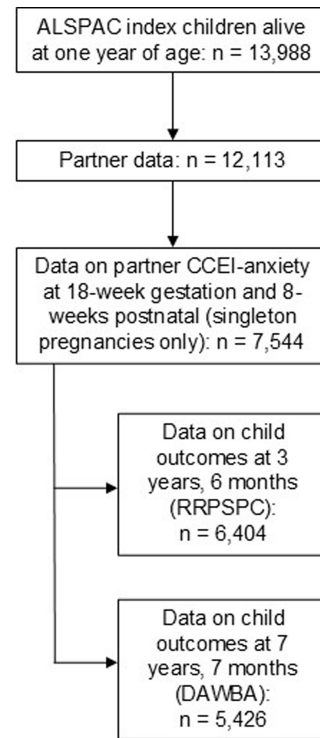 ALSPAC index children alive
at one year of age: n = 13,988
Partner data: n = 12,113
Data on partner CCEI-anxiety
at 18-week gestation and 8-
weeks postnatal (singleton
pregnancies only): n = 7,544
Data on child
outcomes at 3
years, 6 months
(RRPSPC):
n = 6,404
Data on child
outcomes at 7
years, 7 months
(DAWBA):
n = 5,426